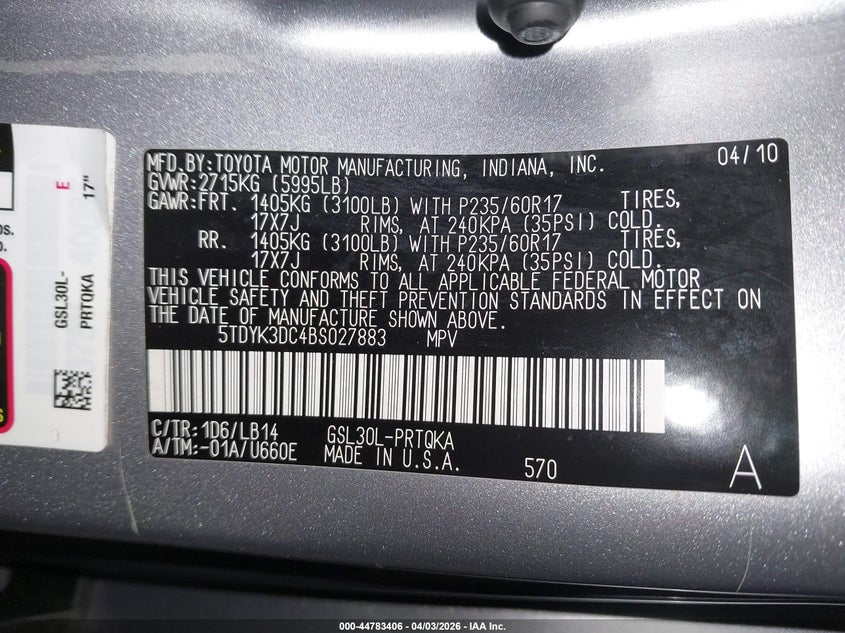 MFD. BY: TOYOTA MOTOR MANUFACTURING, INDIANA, INC. 04/10
GVWR: 2715KG (5995LB)
GAWR: FRT. 1405KG (3100LB) WITH P235/60R17 TIRES,
17X7J RIMS, AT 240KPA (35PSI) COLD.
RR. 1405KG (3100LB) WITH P235/60R17 TIRES,
17X7J RIMS, AT 240KPA (35PSI) COLD.
THIS VEHICLE CONFORMS TO ALL APPLICABLE FEDERAL MOTOR
VEHICLE SAFETY AND THEFT PREVENTION STANDARDS IN EFFECT ON
THE DATE OF MANUFACTURE SHOWN ABOVE.
5TDYK3DC4BS027883 MPV
C/TR: 1D6/LB14 GSL30L-PRTQKA
A/TM: -01A/U660E MADE IN U.S.A. 570 A
E
17"
GSL30L-
PRTQKA
000-44783406 - 04/03/2026 - IAA Inc.